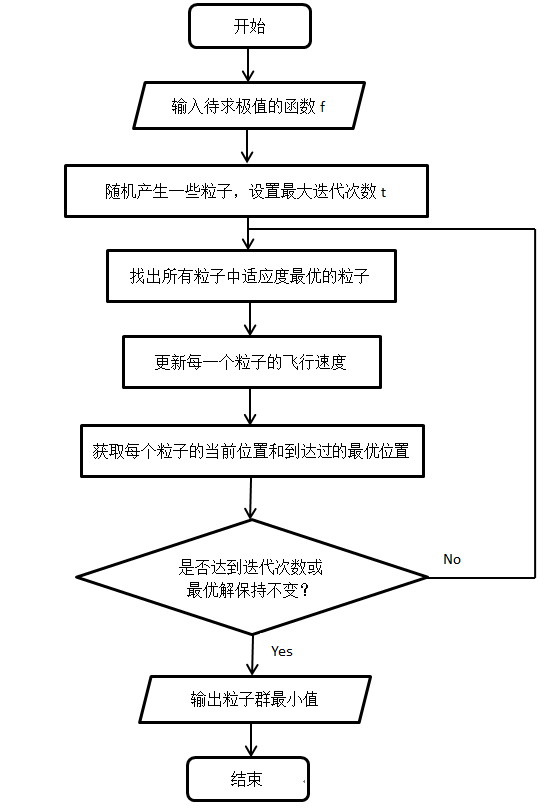 开始
输入待求极值的函数 f
随机产生一些粒子，设置最大迭代次数 t
找出所有粒子中适应度最优的粒子
更新每一个粒子的飞行速度
获取每个粒子的当前位置和到达过的最优位置
是否达到迭代次数或
最优解保持不变？
No
Yes
输出粒子群最小值
结束